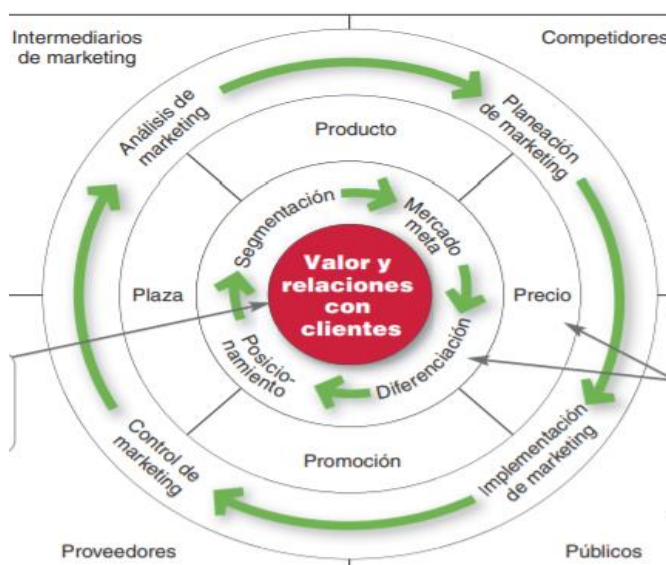 Intermediarios
de marketing
Competidores
Análisis de
marketing
Planeación
de marketing
Producto
Segmentación
Mercado
meta
Valor y
relaciones
con
clientes
Plaza
Precio
Posicio-
namiento
Diferenciación
Control de
marketing
Promoción
Implementación
de marketing
Proveedores
Públicos